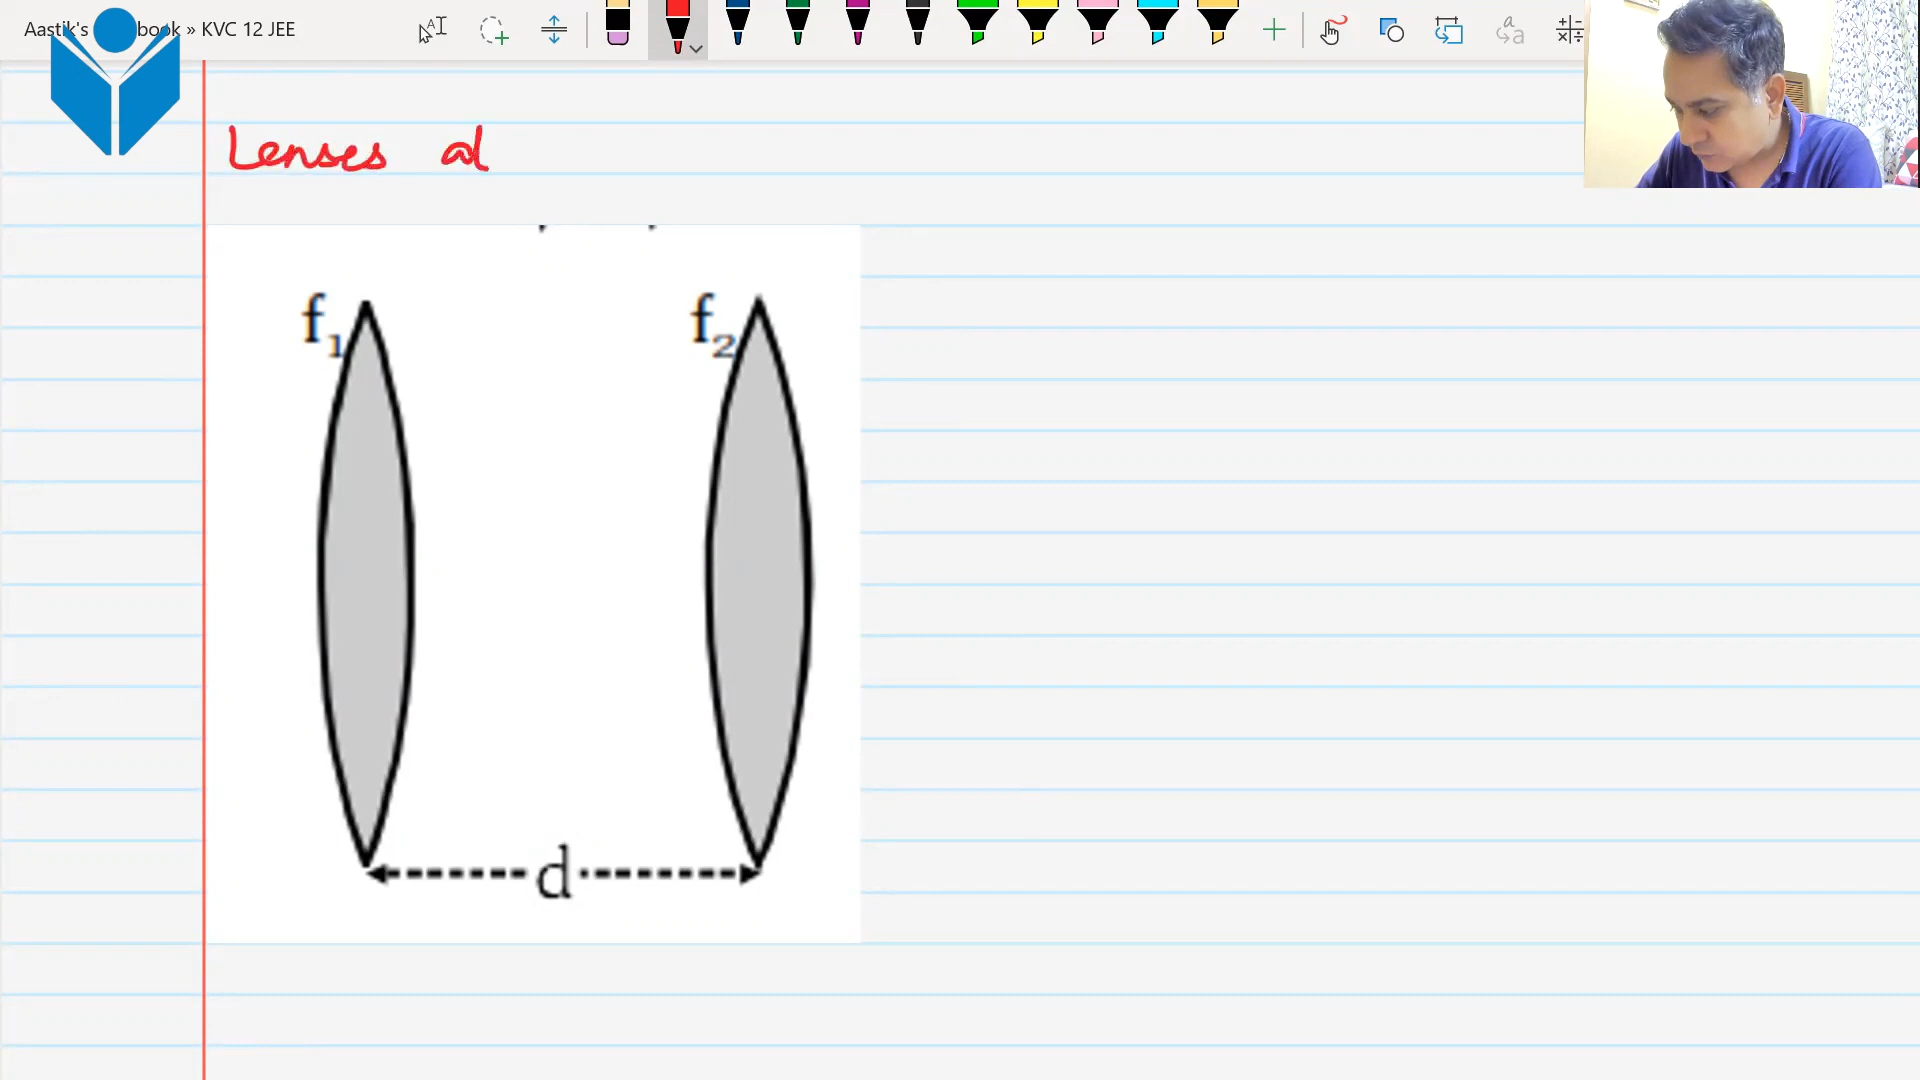 Aastik's book » KVC 12 JEE
Lenses at
f₁ f₂
d